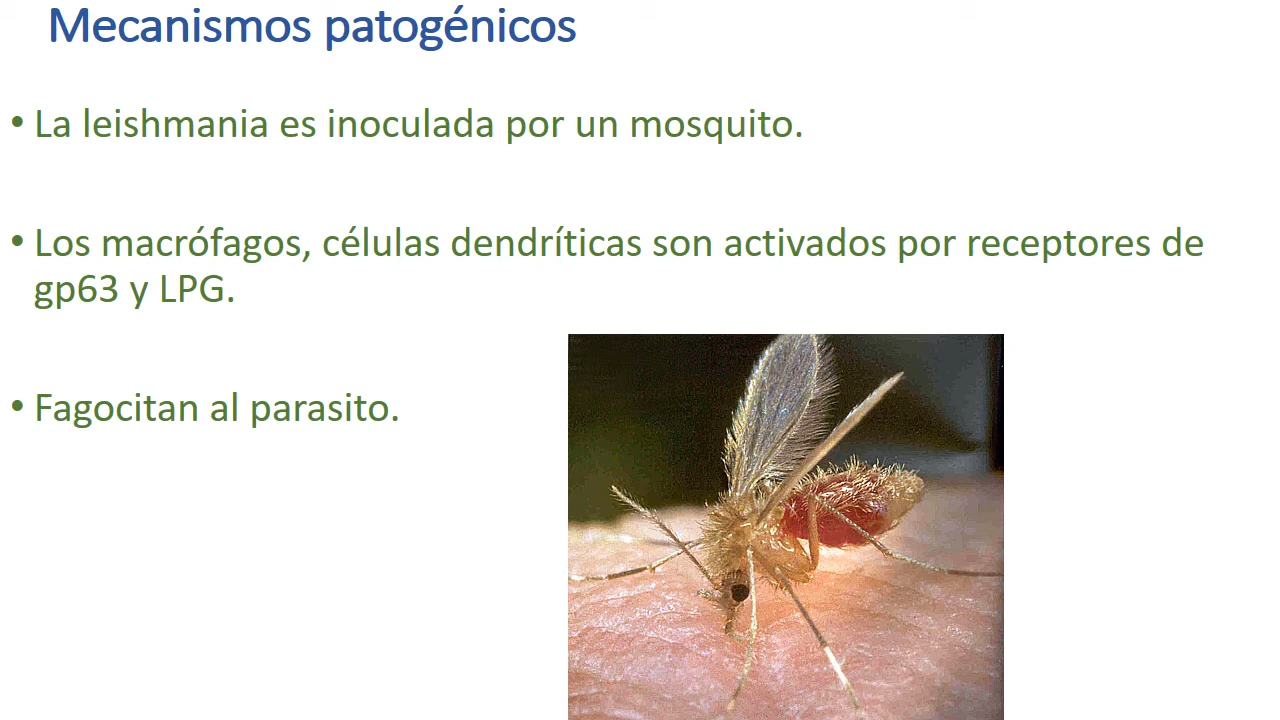 Mecanismos patogénicos
• La leishmania es inoculada por un mosquito.
• Los macrófagos, células dendríticas son activados por receptores de
gp63 y LPG.
• Fagocitan al parasito.